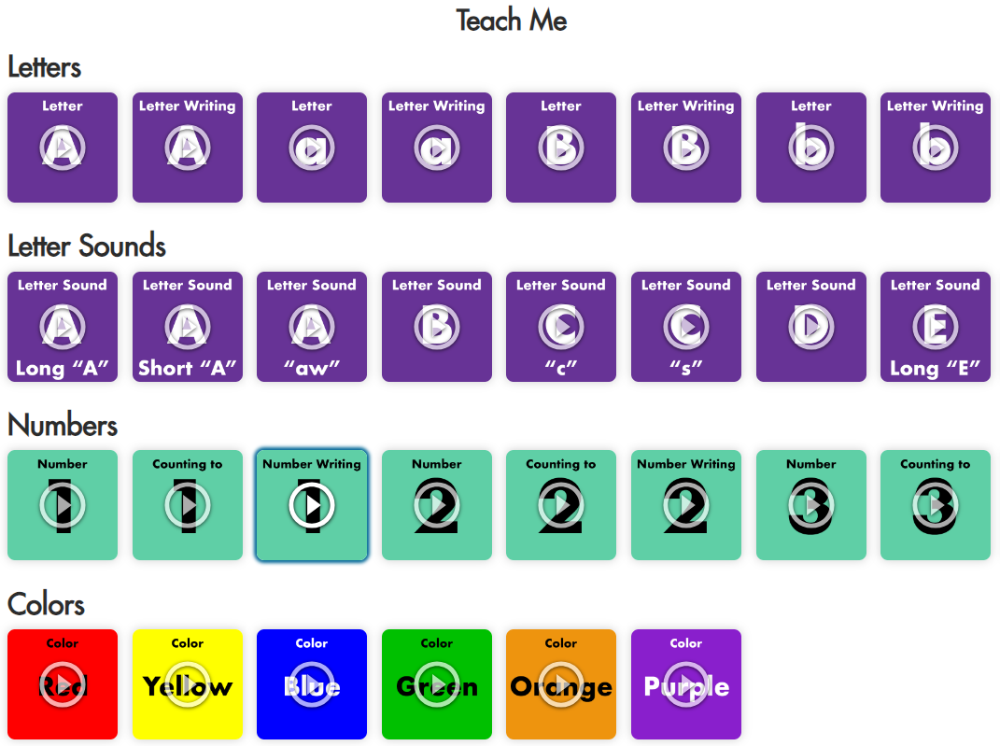 Teach Me
Letters
Letter
A
Letter Writing
A
Letter
a
Letter Writing
a
Letter
B
Letter Writing
B
Letter
b
Letter Writing
b
Letter Sounds
Letter Sound
A
Long “A”
Letter Sound
A
Short “A”
Letter Sound
A
“aw”
Letter Sound
B
Letter Sound
C
“c”
Letter Sound
C
“s”
Letter Sound
D
Letter Sound
E
Long “E”
Numbers
Number
1
Counting to
1
Number Writing
1
Number
2
Counting to
2
Number Writing
2
Number
3
Counting to
3
Colors
Color
Red
Color
Yellow
Color
Blue
Color
Green
Color
Orange
Color
Purple